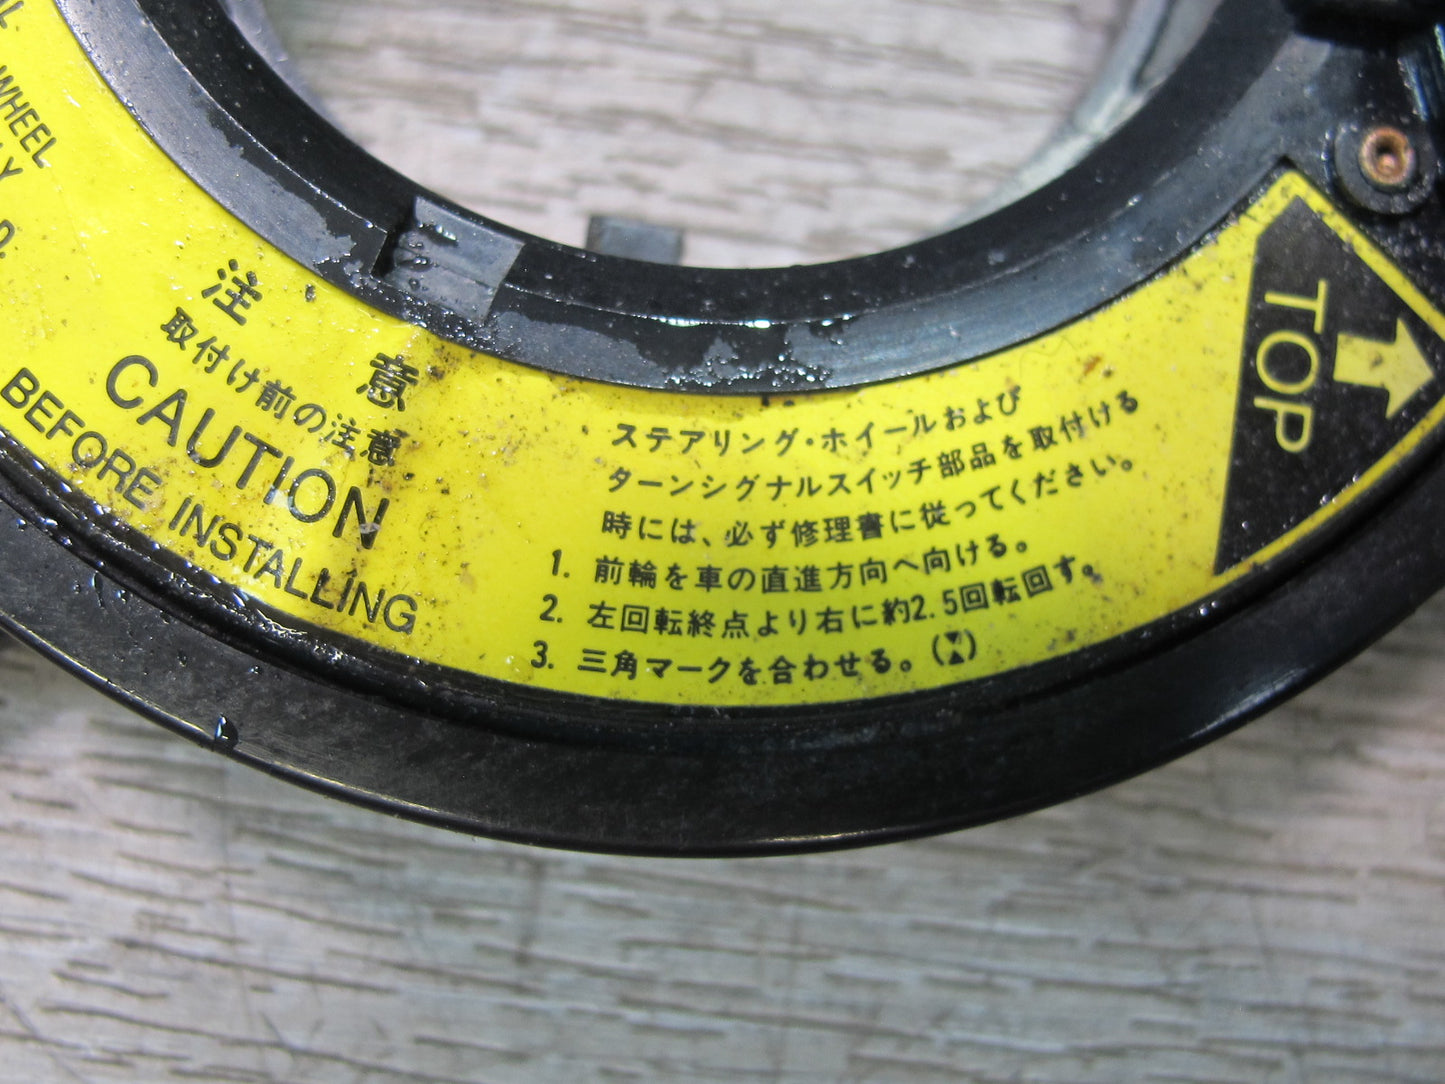 WHEEL
注意
取付け前の注意
CAUTION
BEFORE INSTALLING
ステアリング・ホイールおよび
ターンシグナルスイッチ部品を取付ける
時には、必ず修理書に従ってください。
1. 前輪を車の直進方向へ向ける。
2. 左回転終点より右に約2.5回転回す。
3. 三角マークを合わせる。()
TOP